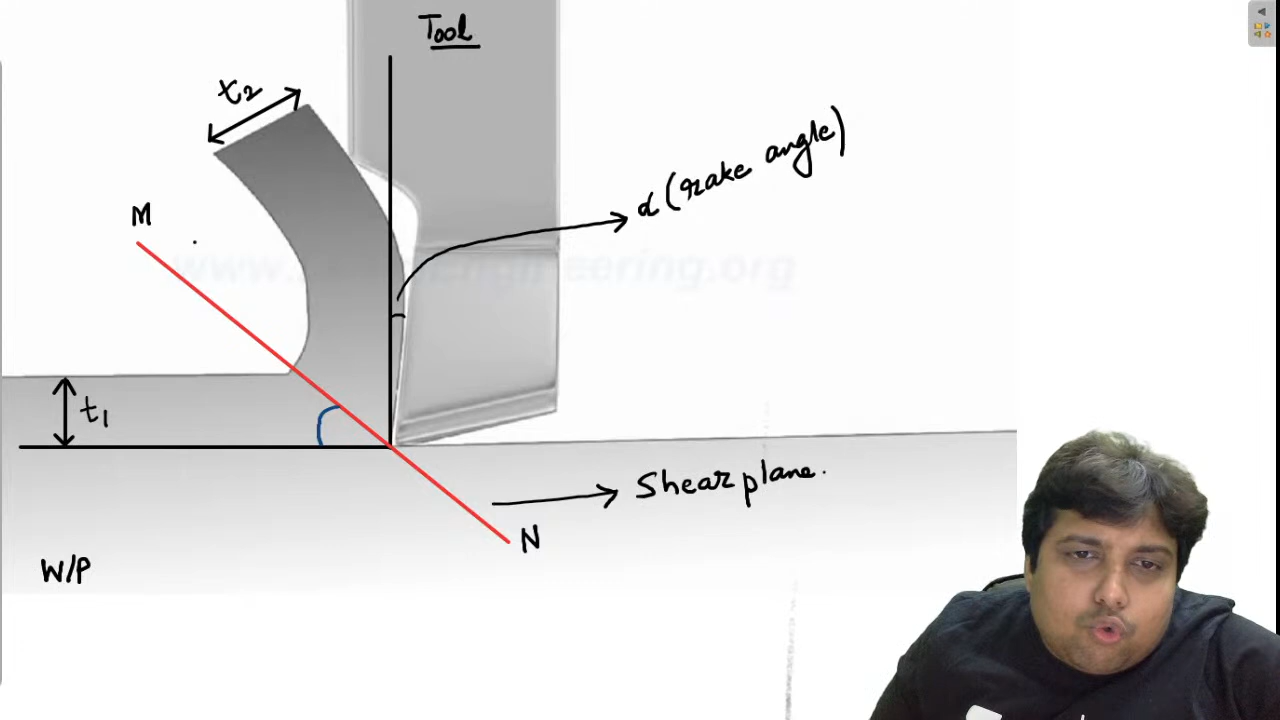 Tool
t2
α (rake angle)
M
t1
Shear plane.
N
W/P